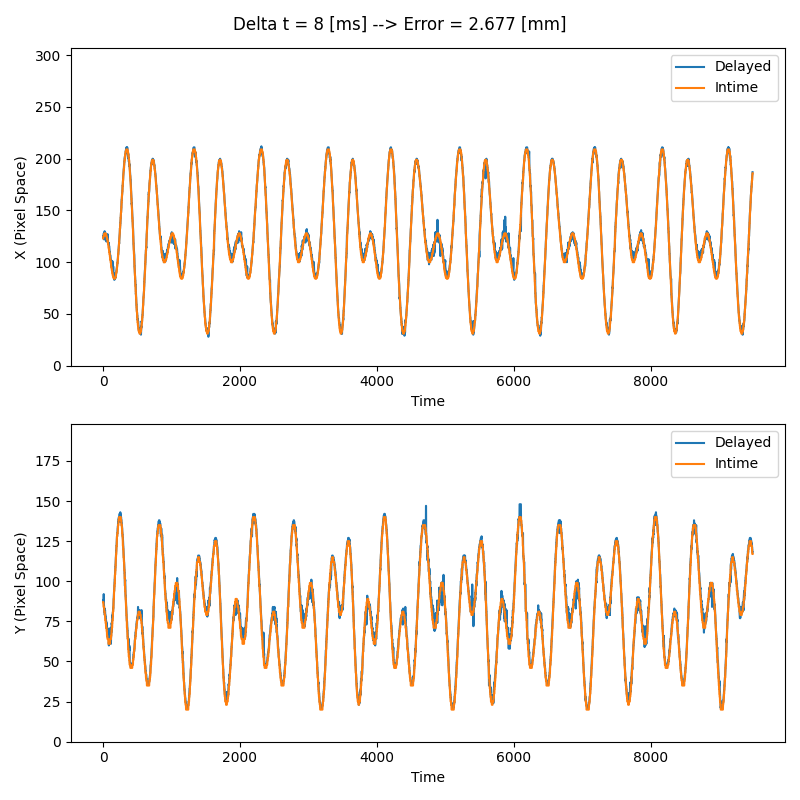 Delta t = 8 [ms] --> Error = 2.677 [mm]
300
250
200
150
100
50
0
X (Pixel Space)
Delayed
Intime
0 2000 4000 6000 8000
Time
175
150
125
100
75
50
25
0
Y (Pixel Space)
Delayed
Intime
0 2000 4000 6000 8000
Time